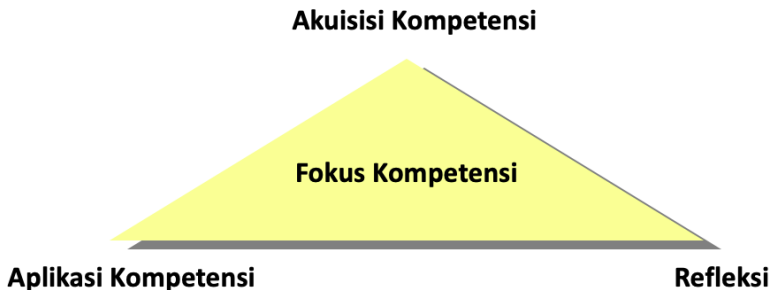 Akuisisi Kompetensi
Fokus Kompetensi
Aplikasi Kompetensi
Refleksi